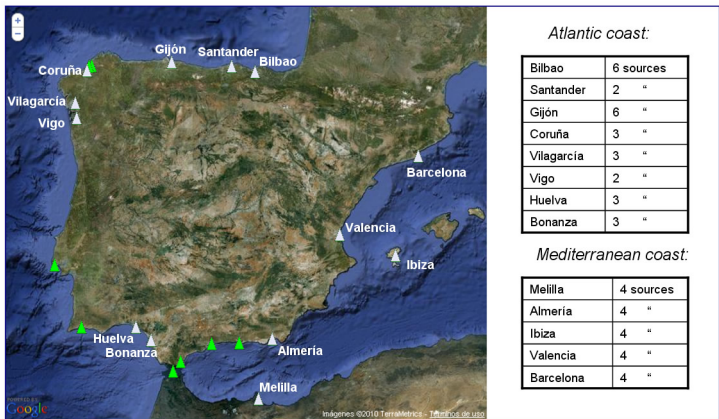 +
−
Gijón
Santander
Bilbao
Coruña
Vilagarcía
Vigo
Barcelona
Valencia
Ibiza
Huelva
Bonanza
Almería
Melilla
POWERED BY
Google
Imágenes ©2010 TerraMetrics - Términos de uso
Atlantic coast:
Bilbao 6 sources
Santander 2 “
Gijón 6 “
Coruña 3 “
Vilagarcía 3 “
Vigo 2 “
Huelva 3 “
Bonanza 3 “
Mediterranean coast:
Melilla 4 sources
Almería 4 “
Ibiza 4 “
Valencia 4 “
Barcelona 4 “